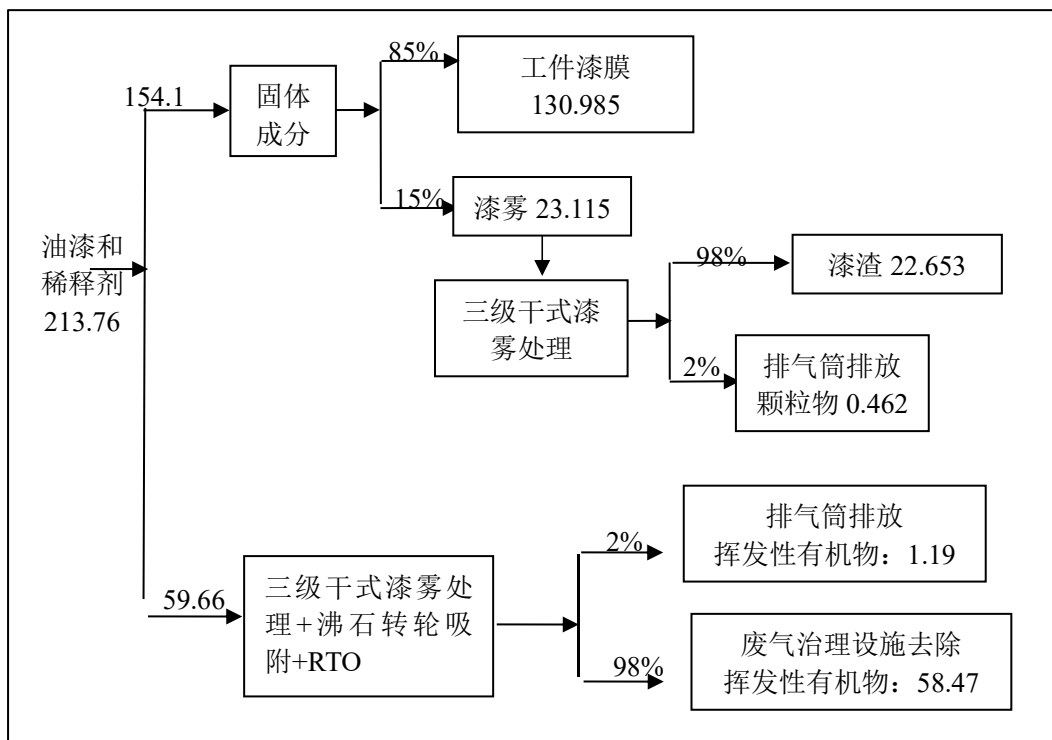 油漆和
稀释剂
213.76
154.1
固体
成分
85%
工件漆膜
130.985
15%
漆雾 23.115
三级干式漆
雾处理
98%
漆渣 22.653
2%
排气筒排放
颗粒物 0.462
59.66
三级干式漆雾处
理+沸石转轮吸
附+RTO
2%
排气筒排放
挥发性有机物：1.19
98%
废气治理设施去除
挥发性有机物：58.47